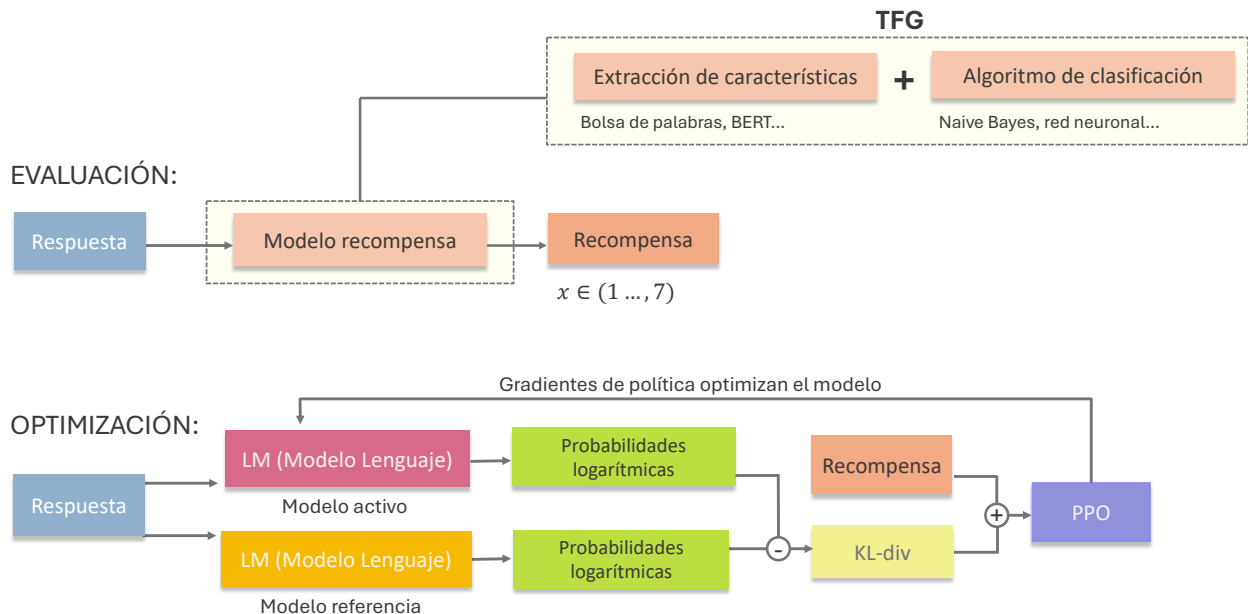 TFG
Extracción de características
+
Algoritmo de clasificación
Bolsa de palabras, BERT...
Naive Bayes, red neuronal...
EVALUACIÓN:
Respuesta
Modelo recompensa
Recompensa
x ∈ (1 ..., 7)
Gradientes de política optimizan el modelo
OPTIMIZACIÓN:
Respuesta
LM (Modelo Lenguaje)
Modelo activo
Probabilidades
logarítmicas
Recompensa
LM (Modelo Lenguaje)
Modelo referencia
Probabilidades
logarítmicas
-
KL-div
+
PPO